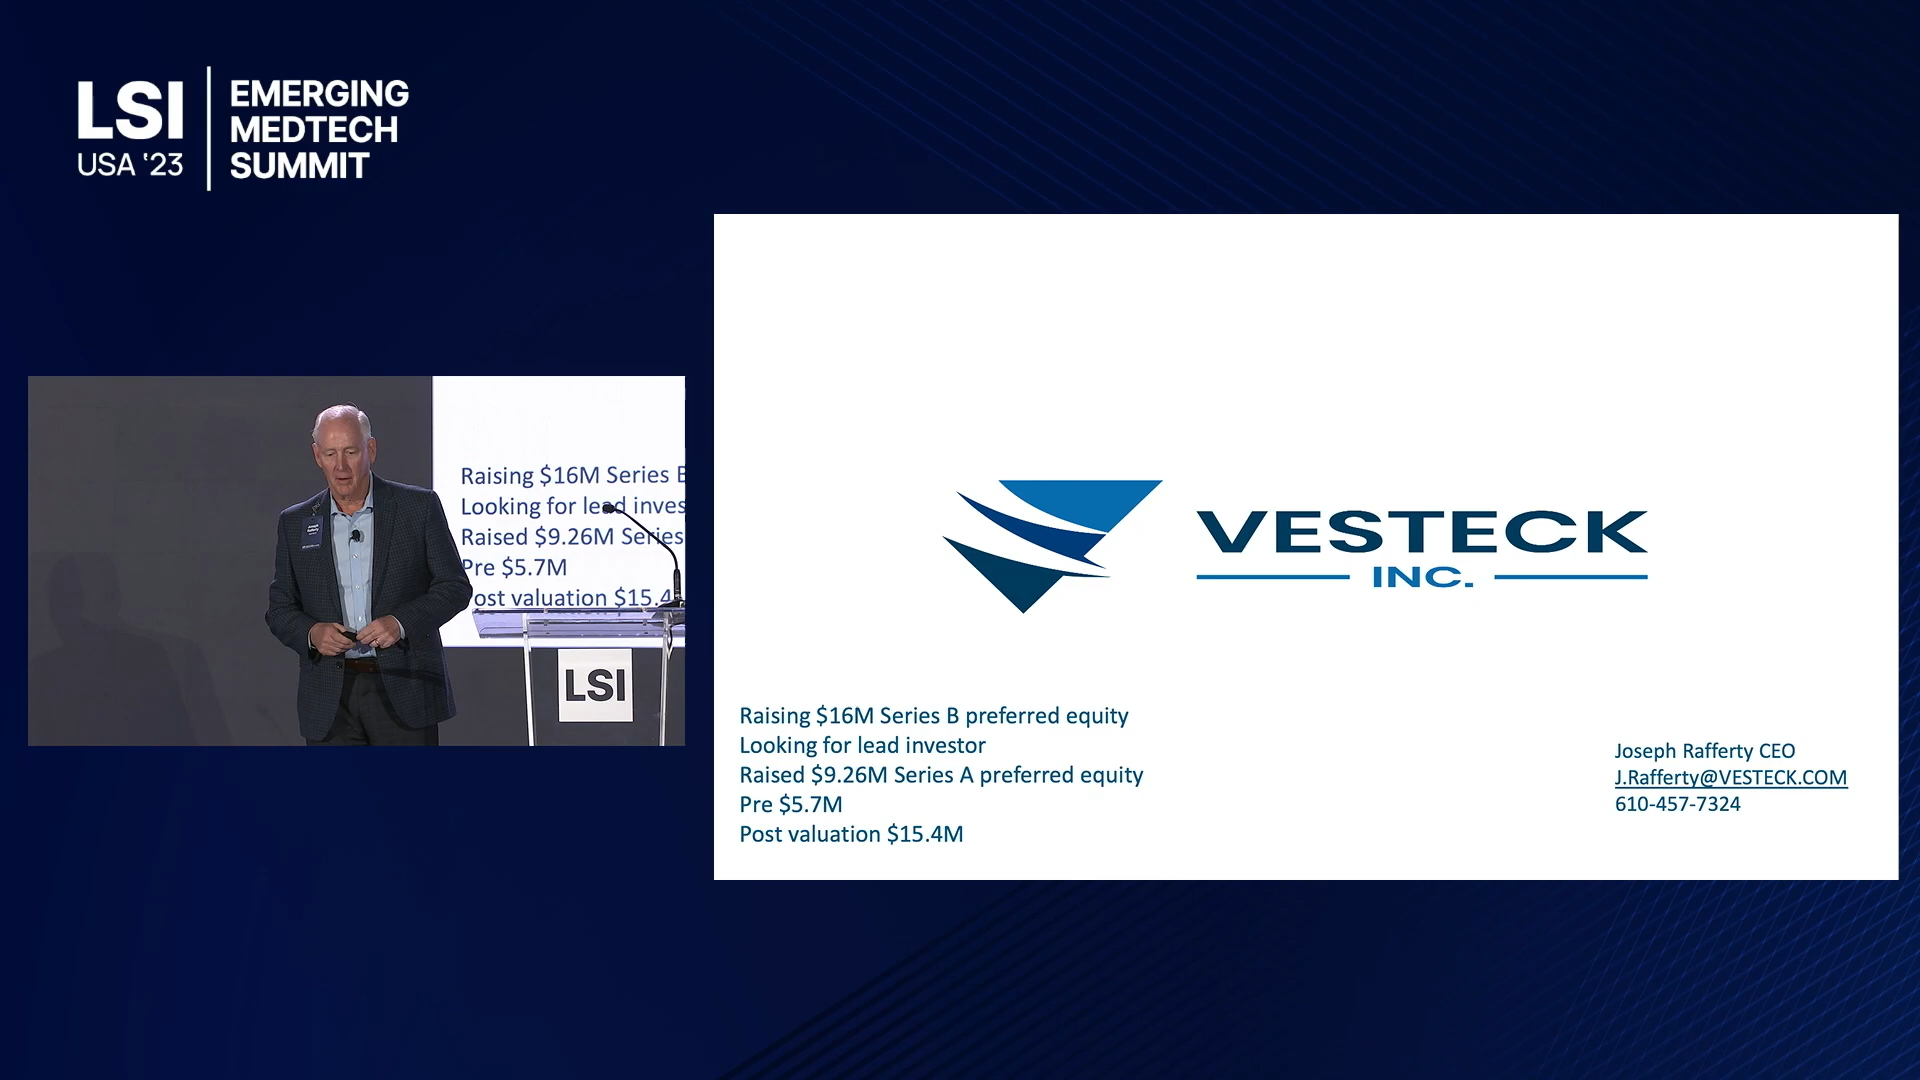 LSI
USA '23
EMERGING
MEDTECH
SUMMIT
Raising $16M Series B
Looking for lead inves
Raised $9.26M Series
Pre $5.7M
ost valuation $15.4
LSI
Joseph
Rafferty
VESTECK
INC.
Raising $16M Series B preferred equity
Looking for lead investor
Raised $9.26M Series A preferred equity
Pre $5.7M
Post valuation $15.4M
Joseph Rafferty CEO
J.Rafferty@VESTECK.COM
610-457-7324